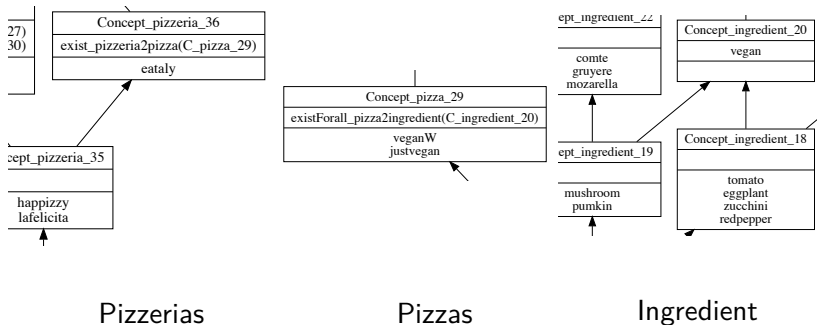 27)
30)
Concept_pizzeria_36
exist_pizzeria2pizza(C_pizza_29)
eataly
cept_pizzeria_35
happizzy
lafelicita
Concept_pizza_29
existForall_pizza2ingredient(C_ingredient_20)
veganW
justvegan
ept_ingredient_22
comte
gruyere
mozarella
Concept_ingredient_20
vegan
ept_ingredient_19
mushroom
pumkin
Concept_ingredient_18
tomato
eggplant
zucchini
redpepper
Pizzerias
Pizzas
Ingredient